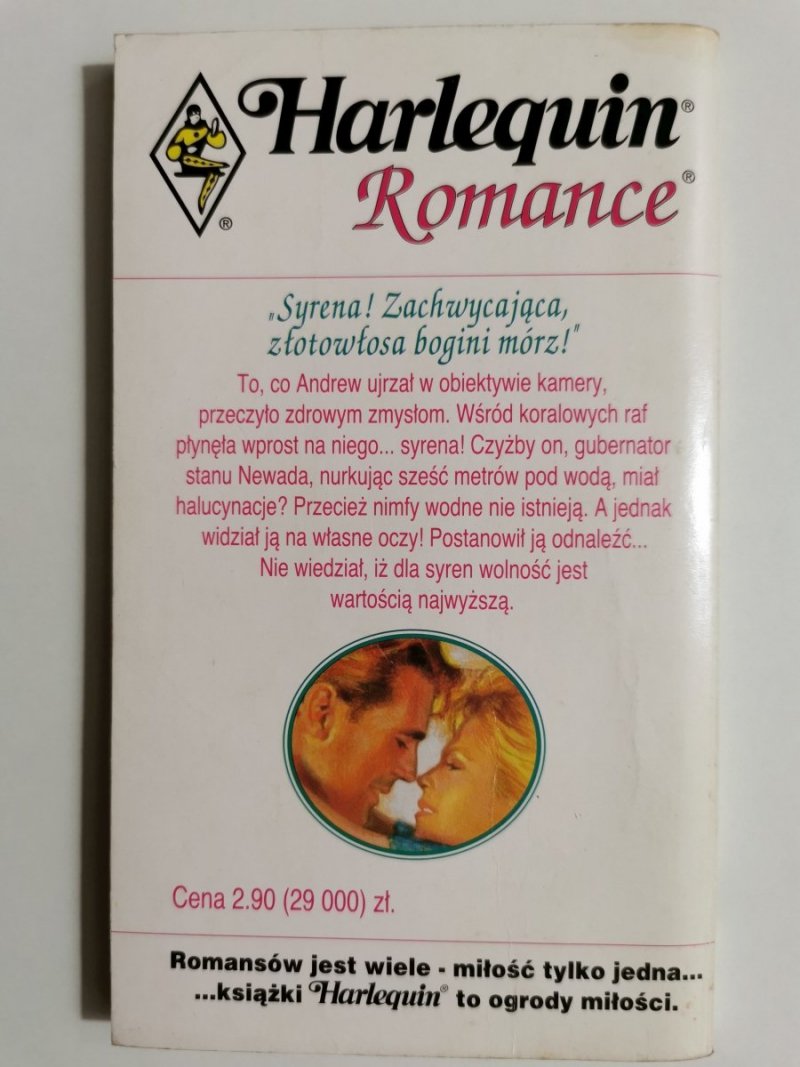 Harlequin®
Romance®
®
„Syrena! Zachwycająca,
złotowłosa bogini mórz!"
To, co Andrew ujrzał w obiektywie kamery,
przeczyło zdrowym zmysłom. Wśród koralowych raf
płynęła wprost na niego... syrena! Czyżby on, gubernator
stanu Newada, nurkując sześć metrów pod wodą, miał
halucynacje? Przecież nimfy wodne nie istnieją. A jednak
widział ją na własne oczy! Postanowił ją odnaleźć...
Nie wiedział, iż dla syren wolność jest
wartością najwyższą.
Cena 2.90 (29 000) zł.
Romansów jest wiele - miłość tylko jedna...
...książki Harlequin® to ogrody miłości.